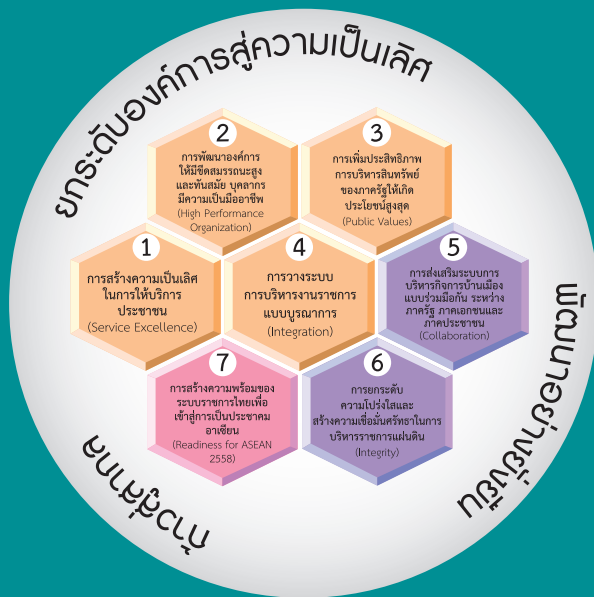 ยกระดับองค์การสู่ความเป็นเลิศ
1
การสร้างความเป็นเลิศ
ในการให้บริการ
ประชาชน
(Service Excellence)
2
การพัฒนาองค์การ
ให้มีขีดสมรรถนะสูง
และทันสมัย บุคลากร
มีความเป็นมืออาชีพ
(High Performance
Organization)
3
การเพิ่มประสิทธิภาพ
การบริหารสินทรัพย์
ของภาครัฐให้เกิด
ประโยชน์สูงสุด
(Public Values)
4
การวางระบบ
การบริหารงานราชการ
แบบบูรณาการ
(Integration)
5
การส่งเสริมระบบการ
บริหารกิจการบ้านเมือง
แบบร่วมมือกัน ระหว่าง
ภาครัฐ ภาคเอกชนและ
ภาคประชาชน
(Collaboration)
6
การยกระดับ
ความโปร่งใสและ
สร้างความเชื่อมั่นศรัทธาในการ
บริหารราชการแผ่นดิน
(Integrity)
7
การสร้างความพร้อมของ
ระบบราชการไทยเพื่อ
เข้าสู่การเป็นประชาคม
อาเซียน
(Readiness for ASEAN
2558)
พัฒนาอย่างยั่งยืน
ก้าวสู่สากล